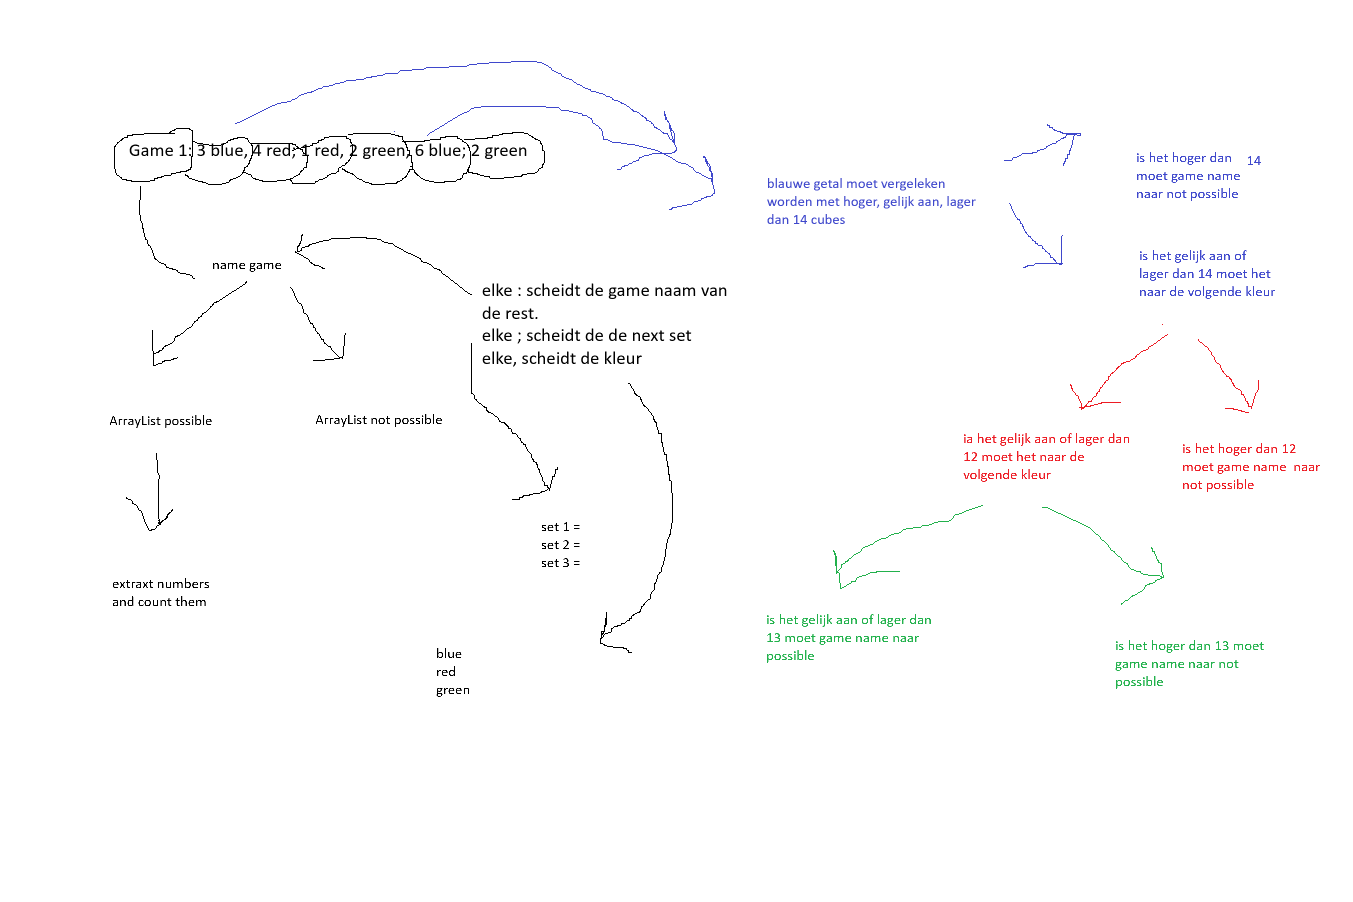 Game 1: 3 blue, 4 red; 1 red, 2 green, 6 blue; 2 green
name game
ArrayList possible
ArrayList not possible
extraxt numbers
and count them
elke : scheidt de game naam van
de rest.
elke ; scheidt de de next set
elke, scheidt de kleur
set 1 =
set 2 =
set 3 =
blue
red
green
blauwe getal moet vergeleken
worden met hoger, gelijk aan, lager
dan 14 cubes
is het hoger dan 14
moet game name
naar not possible
is het gelijk aan of
lager dan 14 moet het
naar de volgende kleur
ia het gelijk aan of lager dan
12 moet het naar de
volgende kleur
is het hoger dan 12
moet game name naar
not possible
is het gelijk aan of lager dan
13 moet game name naar
possible
is het hoger dan 13 moet
game name naar not
possible